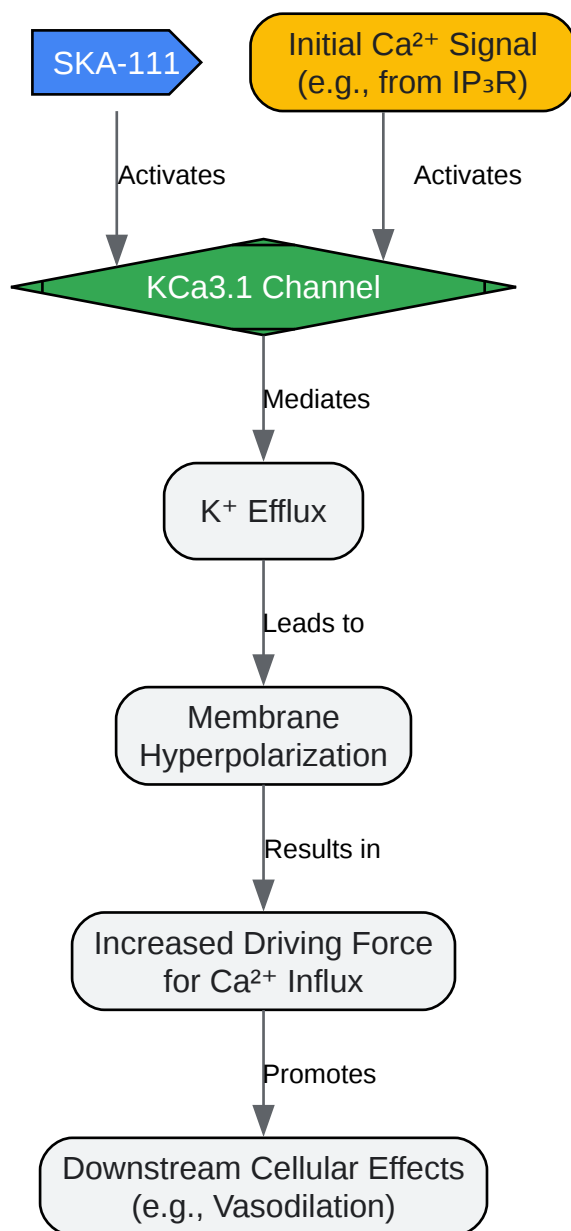 SKA-111
Initial Ca²⁺ Signal
(e.g., from IP₃R)
Activates
Activates
KCa3.1 Channel
Mediates
K⁺ Efflux
Leads to
Membrane
Hyperpolarization
Results in
Increased Driving Force
for Ca²⁺ Influx
Promotes
Downstream Cellular Effects
(e.g., Vasodilation)